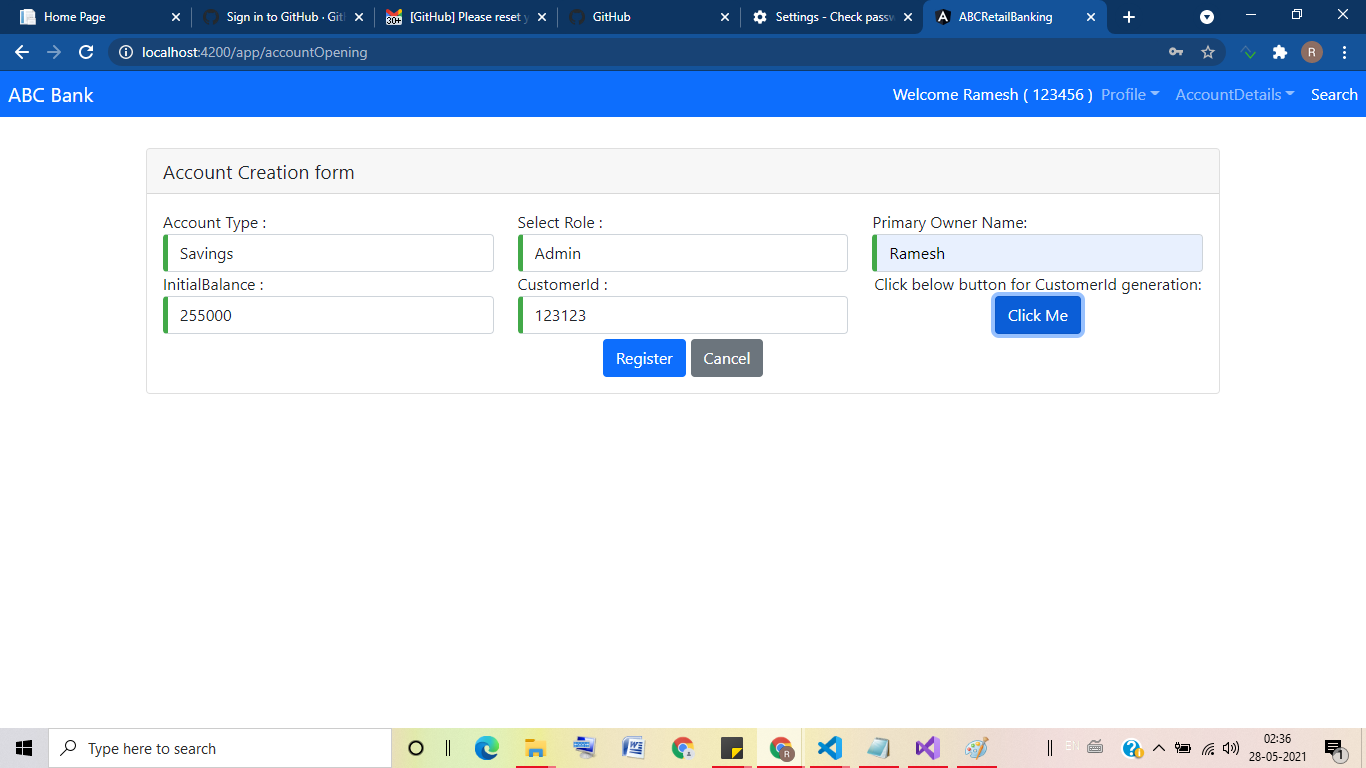 Home Page
Sign in to GitHub · Git
30+
[GitHub] Please reset y
GitHub
Settings - Check passw
ABCRetailBanking
localhost:4200/app/accountOpening
R
ABC Bank
Welcome Ramesh ( 123456 ) Profile AccountDetails Search
Account Creation form
Account Type : Select Role : Primary Owner Name:
Savings Admin Ramesh
InitialBalance : CustomerId : Click below button for CustomerId generation:
255000 123123 Click Me
Register Cancel
Type here to search
02:36
28-05-2021
1